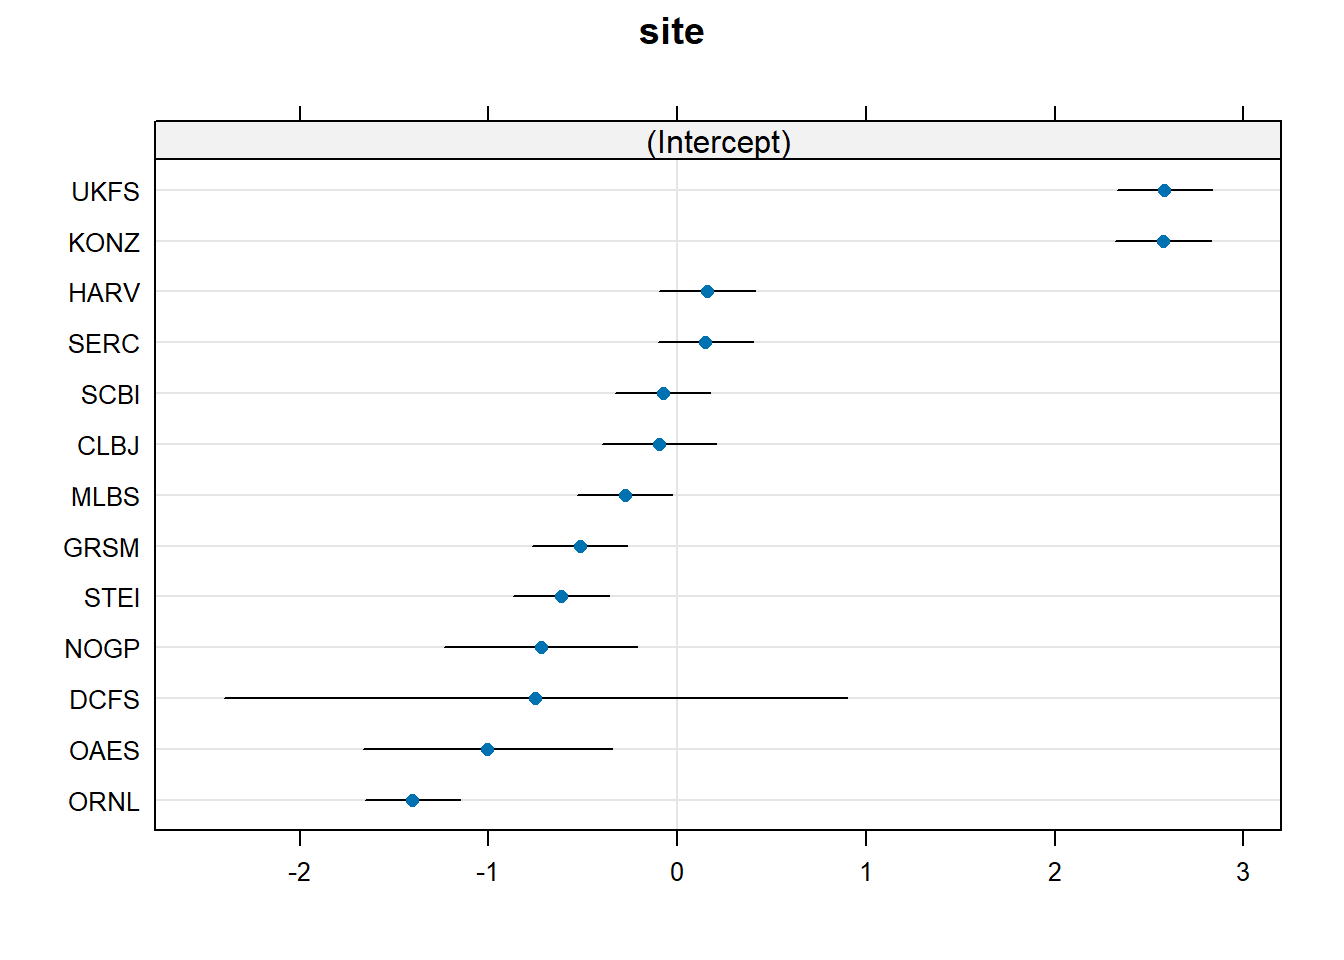 site
(Intercept)
UKFS
KONZ
HARV
SERC
SCBI
CLBJ
MLBS
GRSM
STEI
NOGP
DCFS
OAES
ORNL
-2 -1 0 1 2 3